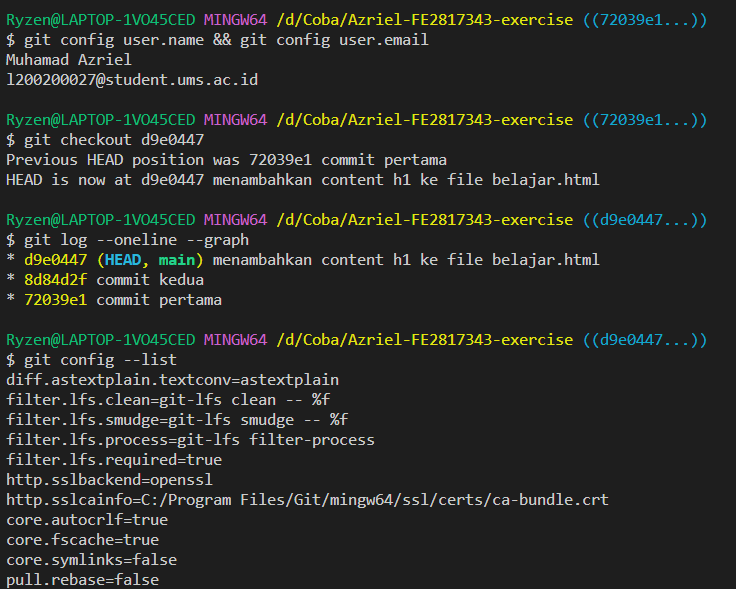 Ryzen@LAPTOP-1VO45CED MINGW64 /d/Coba/Azriel-FE2817343-exercise ((72039e1...))
$ git config user.name && git config user.email
Muhamad Azriel
l200200027@student.ums.ac.id
Ryzen@LAPTOP-1VO45CED MINGW64 /d/Coba/Azriel-FE2817343-exercise ((72039e1...))
$ git checkout d9e0447
Previous HEAD position was 72039e1 commit pertama
HEAD is now at d9e0447 menambahkan content h1 ke file belajar.html
Ryzen@LAPTOP-1VO45CED MINGW64 /d/Coba/Azriel-FE2817343-exercise ((d9e0447...))
$ git log --oneline --graph
* d9e0447 (HEAD, main) menambahkan content h1 ke file belajar.html
* 8d84d2f commit kedua
* 72039e1 commit pertama
Ryzen@LAPTOP-1VO45CED MINGW64 /d/Coba/Azriel-FE2817343-exercise ((d9e0447...))
$ git config --list
diff.astextplain.textconv=astextplain
filter.lfs.clean=git-lfs clean -- %f
filter.lfs.smudge=git-lfs smudge -- %f
filter.lfs.process=git-lfs filter-process
filter.lfs.required=true
http.sslbackend=openssl
http.sslcainfo=C:/Program Files/Git/mingw64/ssl/certs/ca-bundle.crt
core.autocrlf=true
core.fscache=true
core.symlinks=false
pull.rebase=false